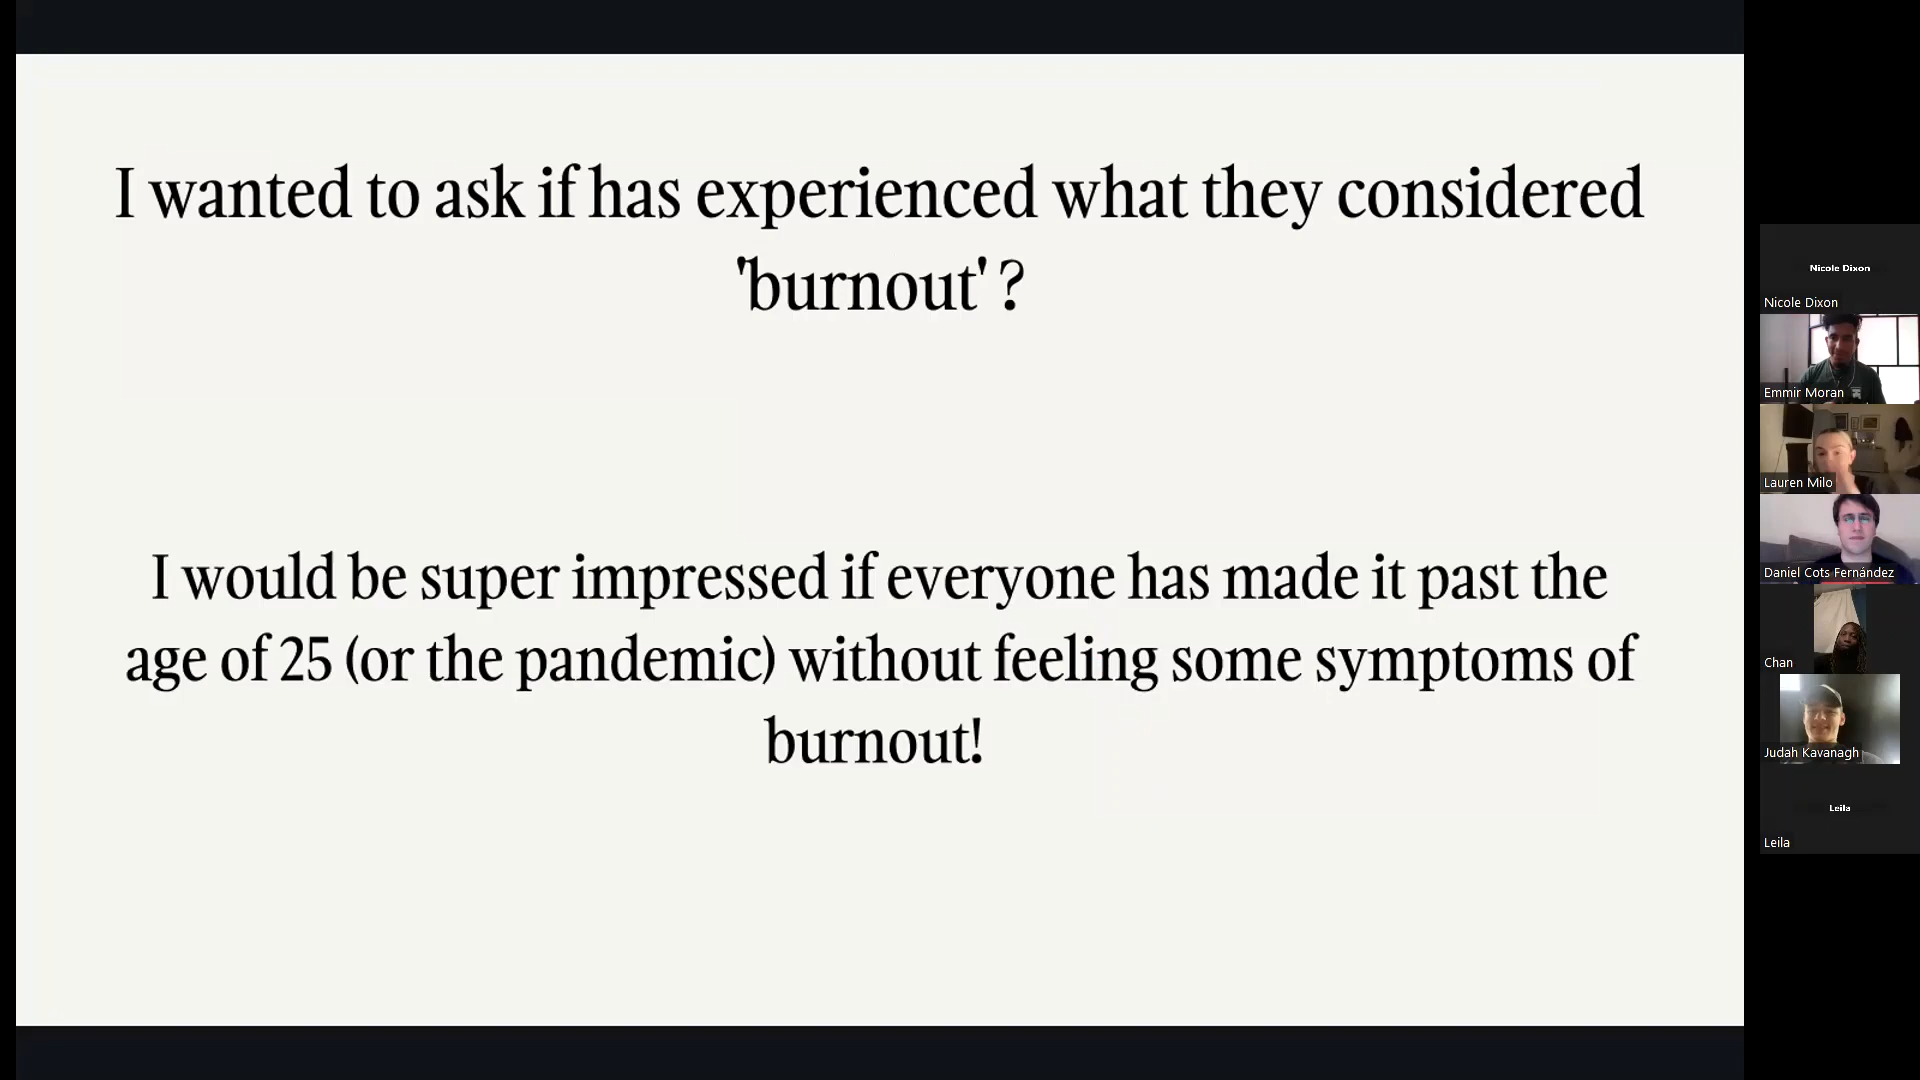 I wanted to ask if has experienced what they considered
'burnout' ?
I would be super impressed if everyone has made it past the
age of 25 (or the pandemic) without feeling some symptoms of
burnout!
Nicole Dixon
Nicole Dixon
Emmir Moran
Lauren Milo
Daniel Cots Fernández
Chan
Judah Kavanagh
Leila
Leila